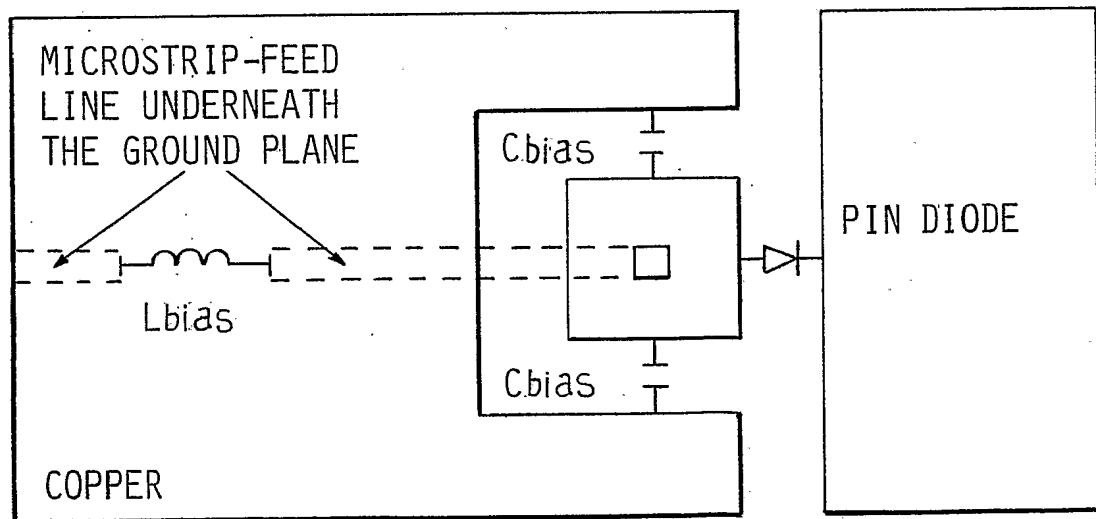 MICROSTRIP-FEED
LINE UNDERNEATH
THE GROUND PLANE
Cbias
PIN DIODE
Lbias
Cbias
COPPER